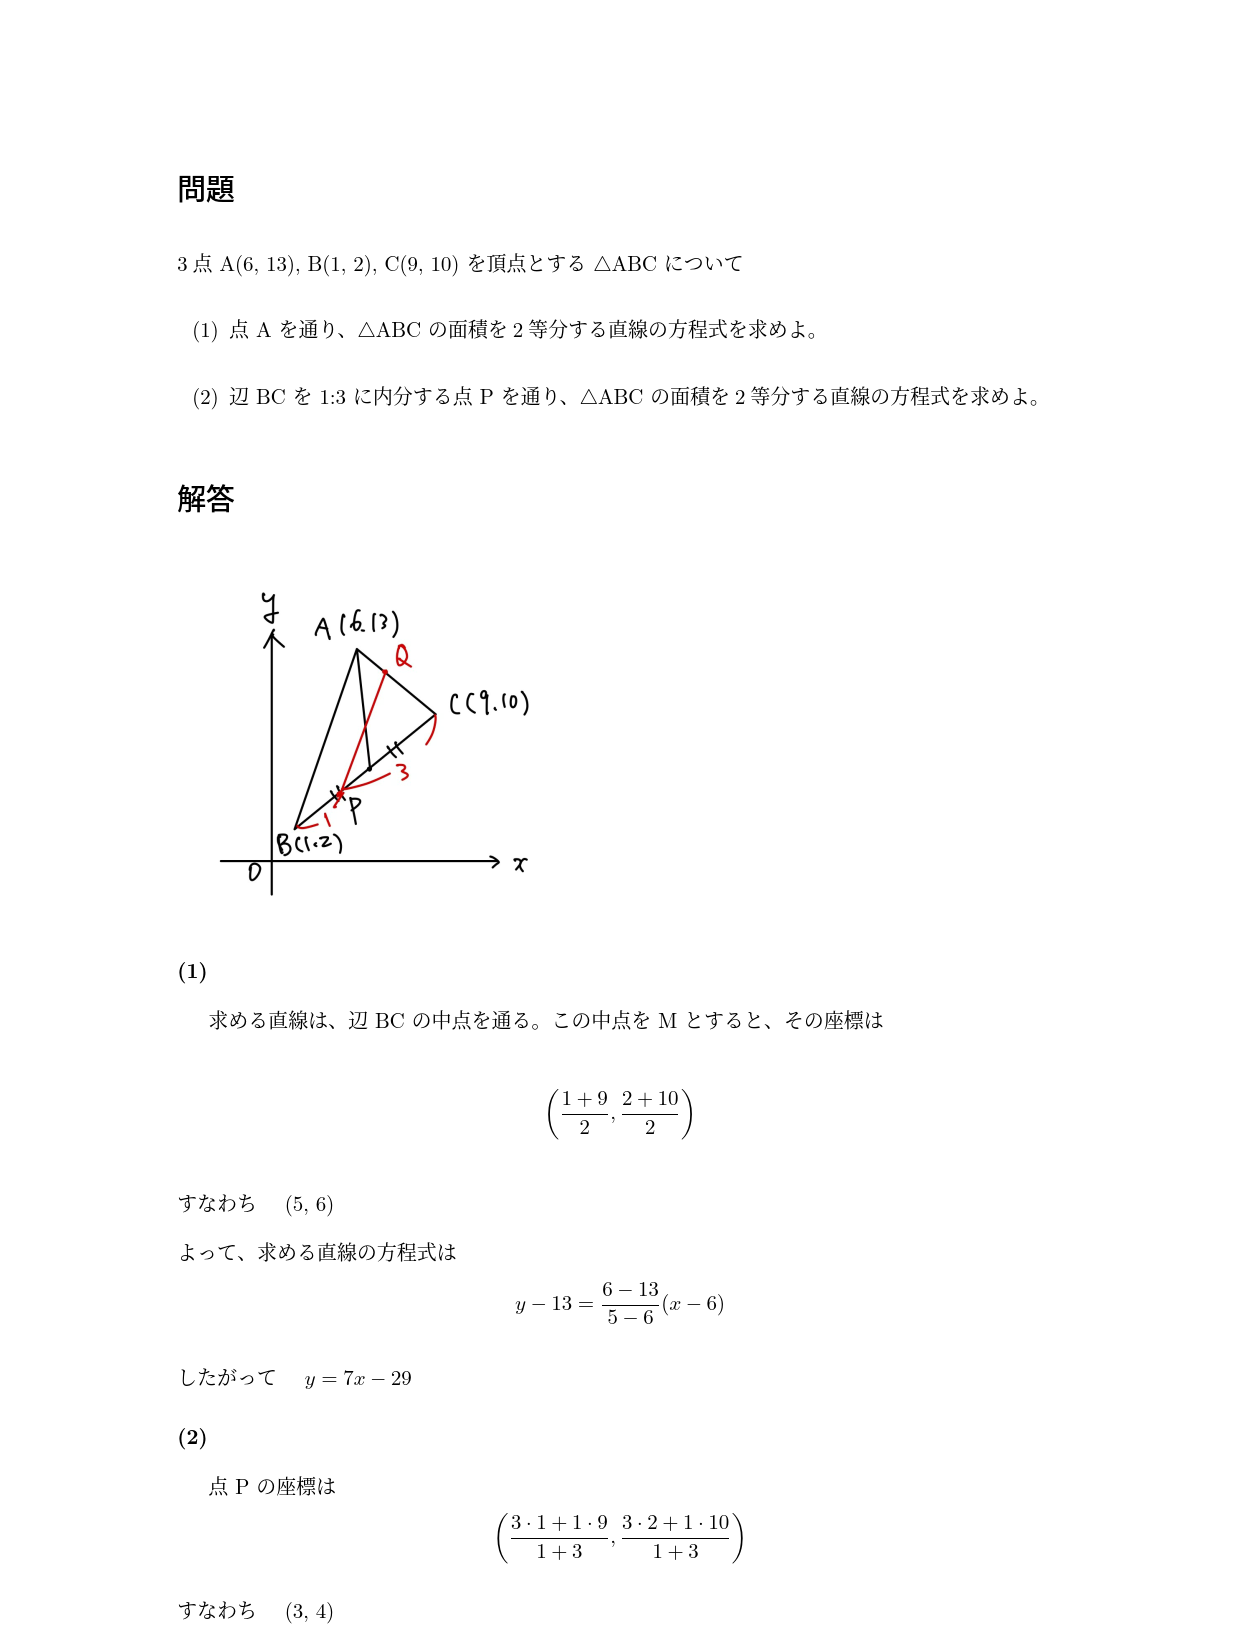 問題
3 点 A(6, 13), B(1, 2), C(9, 10) を頂点とする △ABC について
(1) 点 A を通り、△ABC の面積を 2 等分する直線の方程式を求めよ。
(2) 辺 BC を 1:3 に内分する点 P を通り、△ABC の面積を 2 等分する直線の方程式を求めよ。
解答
y
A(6.13)
Q
C(9.10)
3
P
1
B(1.2)
O
x
(1)
求める直線は、辺 BC の中点を通る。この中点を M とすると、その座標は
(\frac{1+9}{2}, \frac{2+10}{2})
すなわち (5, 6)
よって、求める直線の方程式は
y − 13 = \frac{6−13}{5−6}(x − 6)
したがって y = 7x − 29
(2)
点 P の座標は
(\frac{3·1+1·9}{1+3}, \frac{3·2+1·10}{1+3})
すなわち (3, 4)